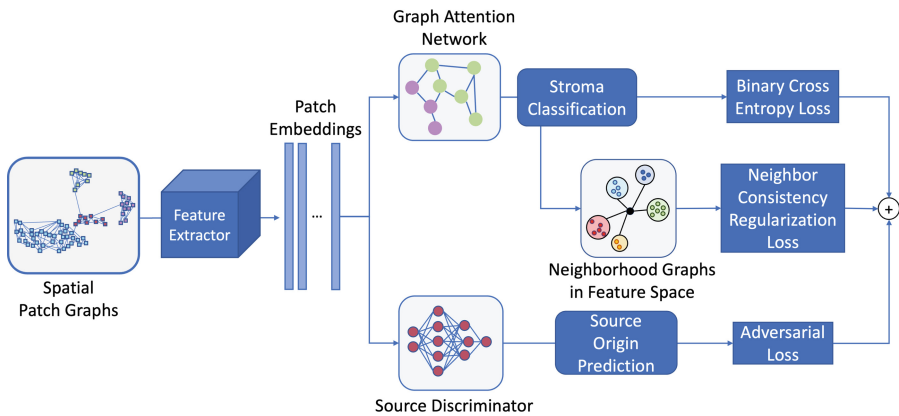 Graph Attention
Network
Stroma
Classification
Binary Cross
Entropy Loss
Patch
Embeddings
...
Feature
Extractor
Spatial
Patch Graphs
Neighborhood Graphs
in Feature Space
Neighbor
Consistency
Regularization
Loss
+
Source Discriminator
Source
Origin
Prediction
Adversarial
Loss